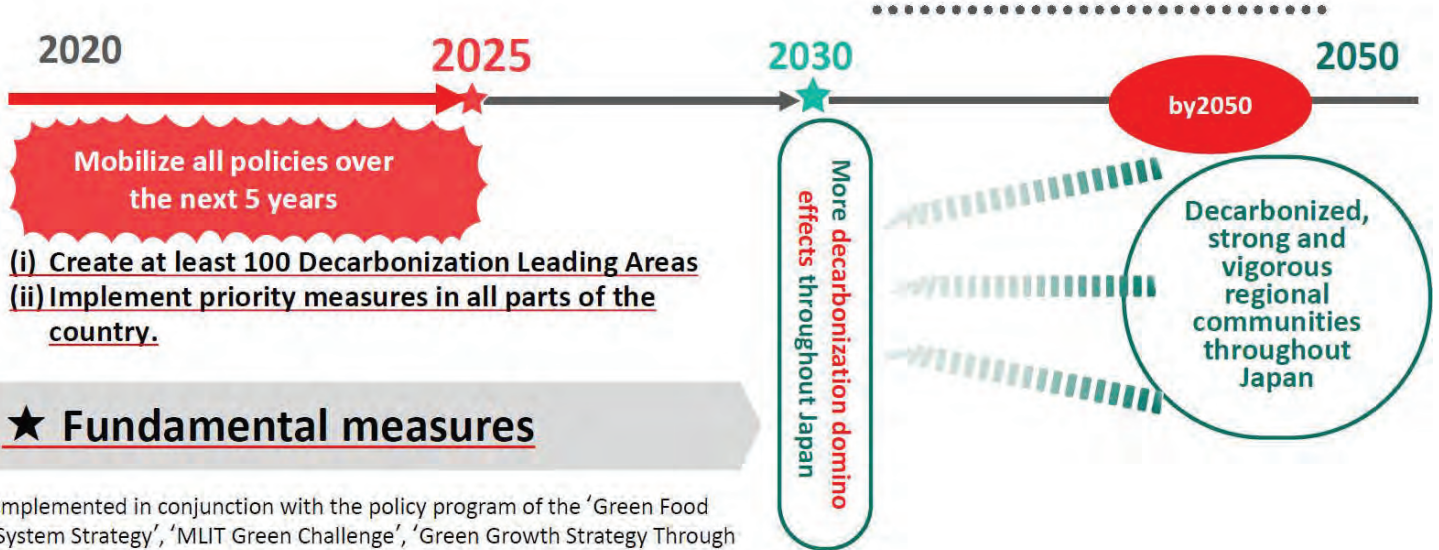 2020
2025
2030
2050
by2050
Mobilize all policies over
the next 5 years
(i) Create at least 100 Decarbonization Leading Areas
(ii) Implement priority measures in all parts of the
country.
★ Fundamental measures
More decarbonization domino
effects throughout Japan
Decarbonized,
strong and
vigorous
regional
communities
throughout
Japan
implemented in conjunction with the policy program of the ‘Green Food
System Strategy’, ‘MLIT Green Challenge’, ‘Green Growth Strategy Through